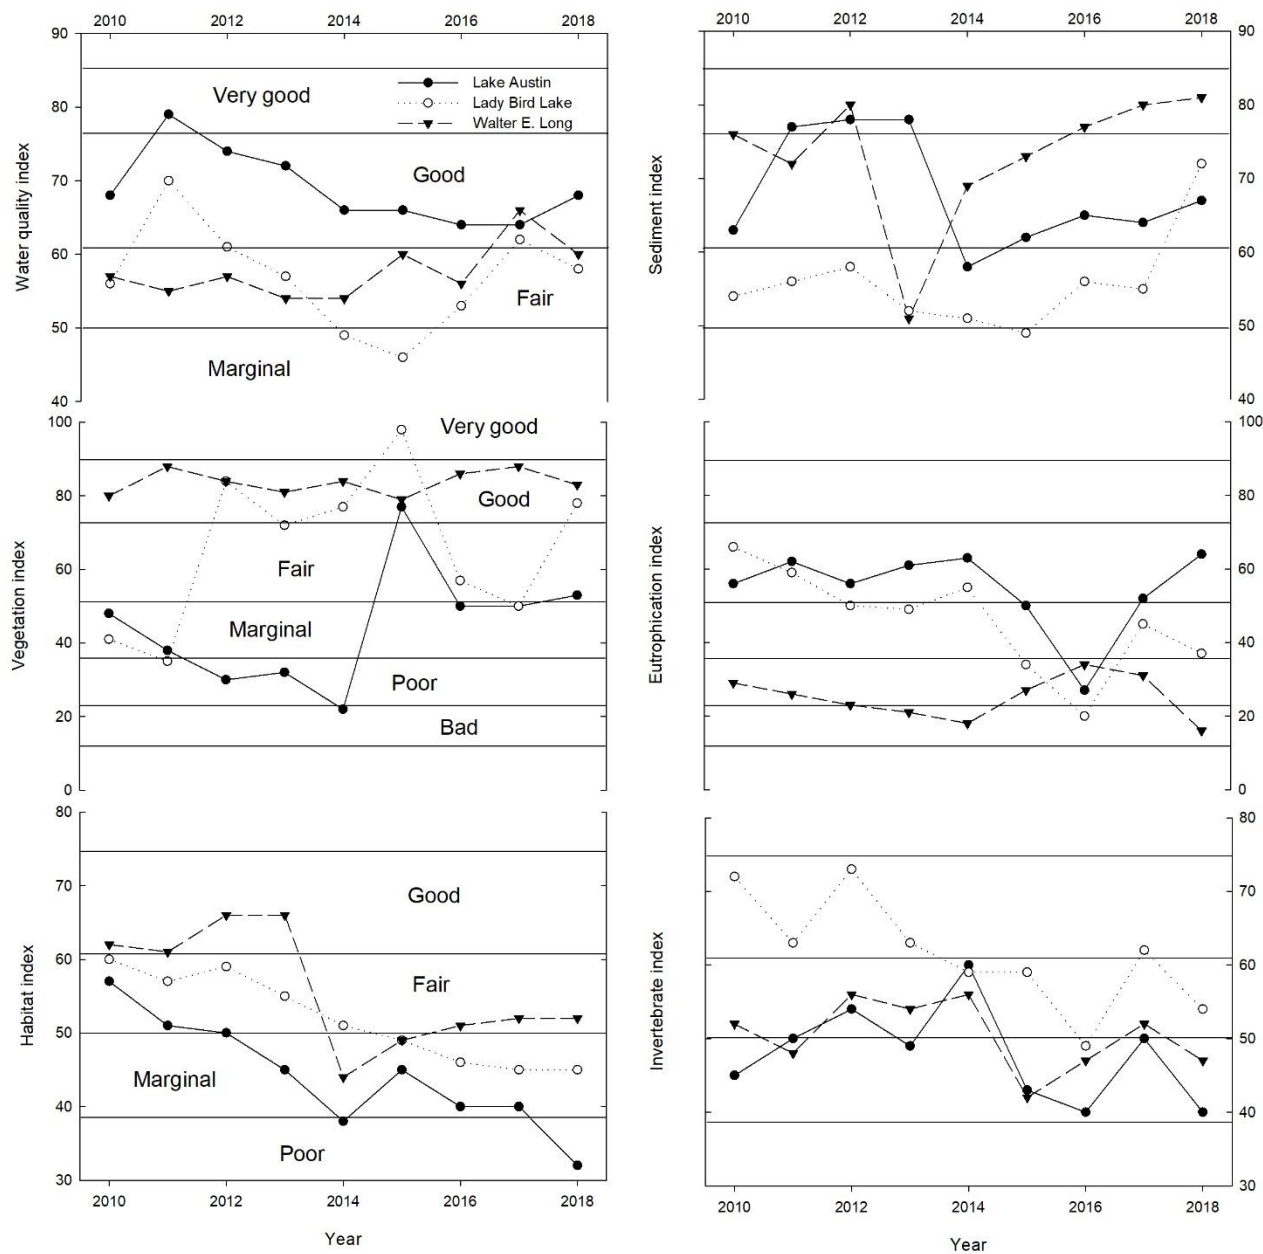 2010 2012 2014 2016 2018
90
80
70
60
50
40
Water quality index
Very good
Good
Fair
Marginal
Lake Austin
Lady Bird Lake
Walter E. Long
2010 2012 2014 2016 2018
90
80
70
60
50
40
Sediment index
100
80
60
40
20
0
Vegetation index
Very good
Good
Fair
Marginal
Poor
Bad
100
80
60
40
20
0
Eutrophication index
80
70
60
50
40
30
Habitat index
Good
Fair
Marginal
Poor
2010 2012 2014 2016 2018
Year
80
70
60
50
40
30
Invertebrate index
2010 2012 2014 2016 2018
Year